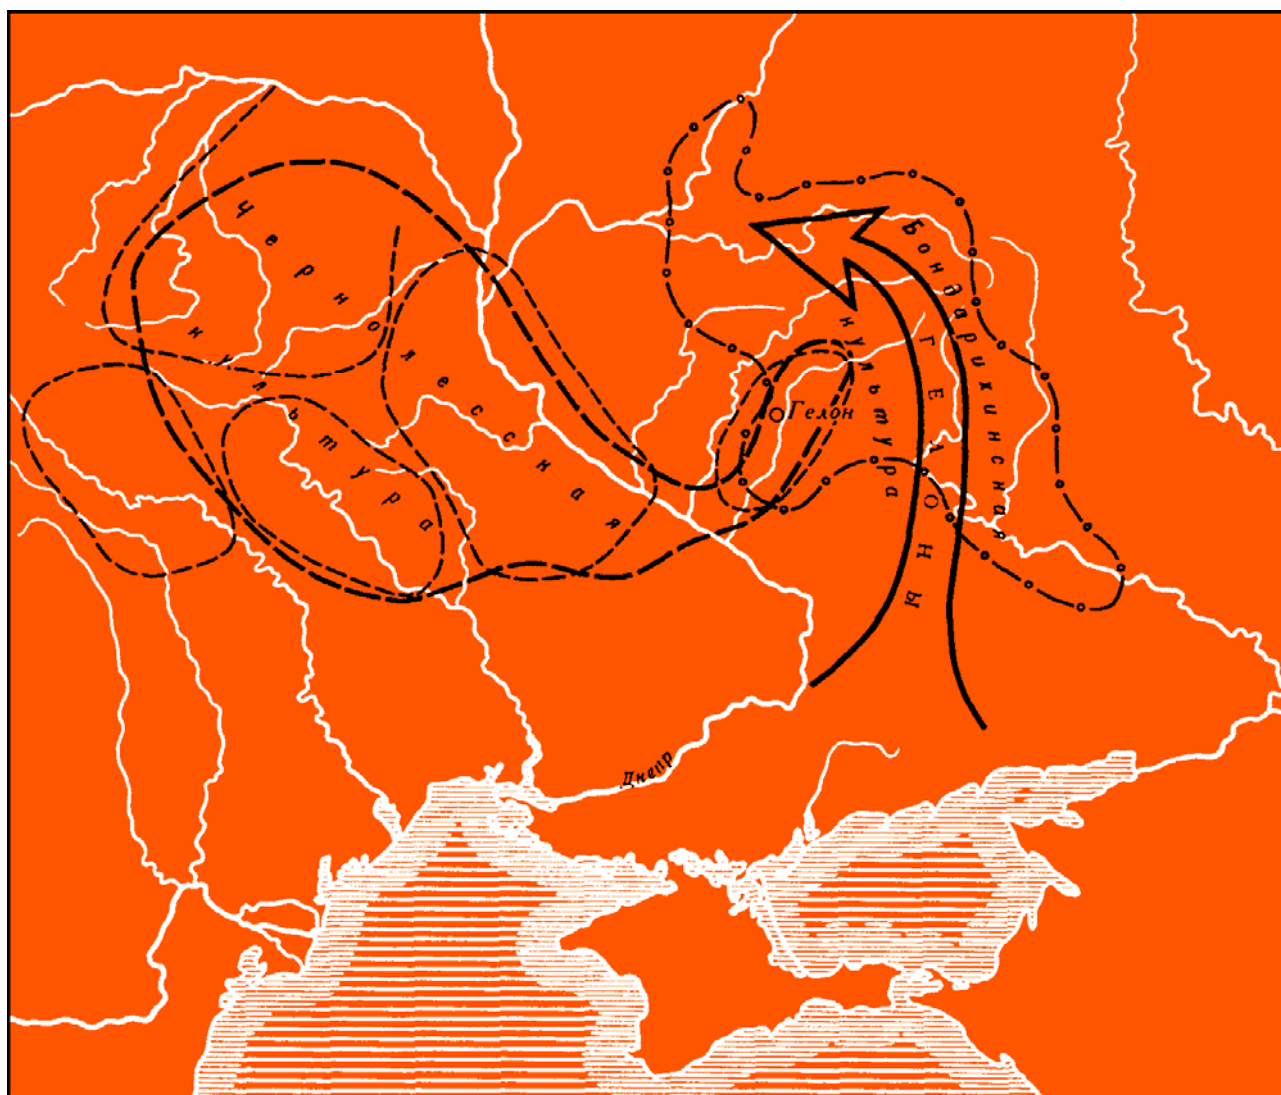 Чернолесская
культура
Бондарихинская
культура
ГЕЛОНЫ
Гелон
Днепр